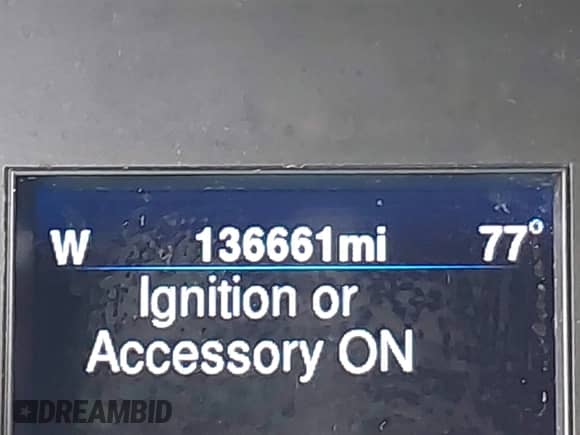 W 136661mi 77°
Ignition or
Accessory ON
DREAMBID